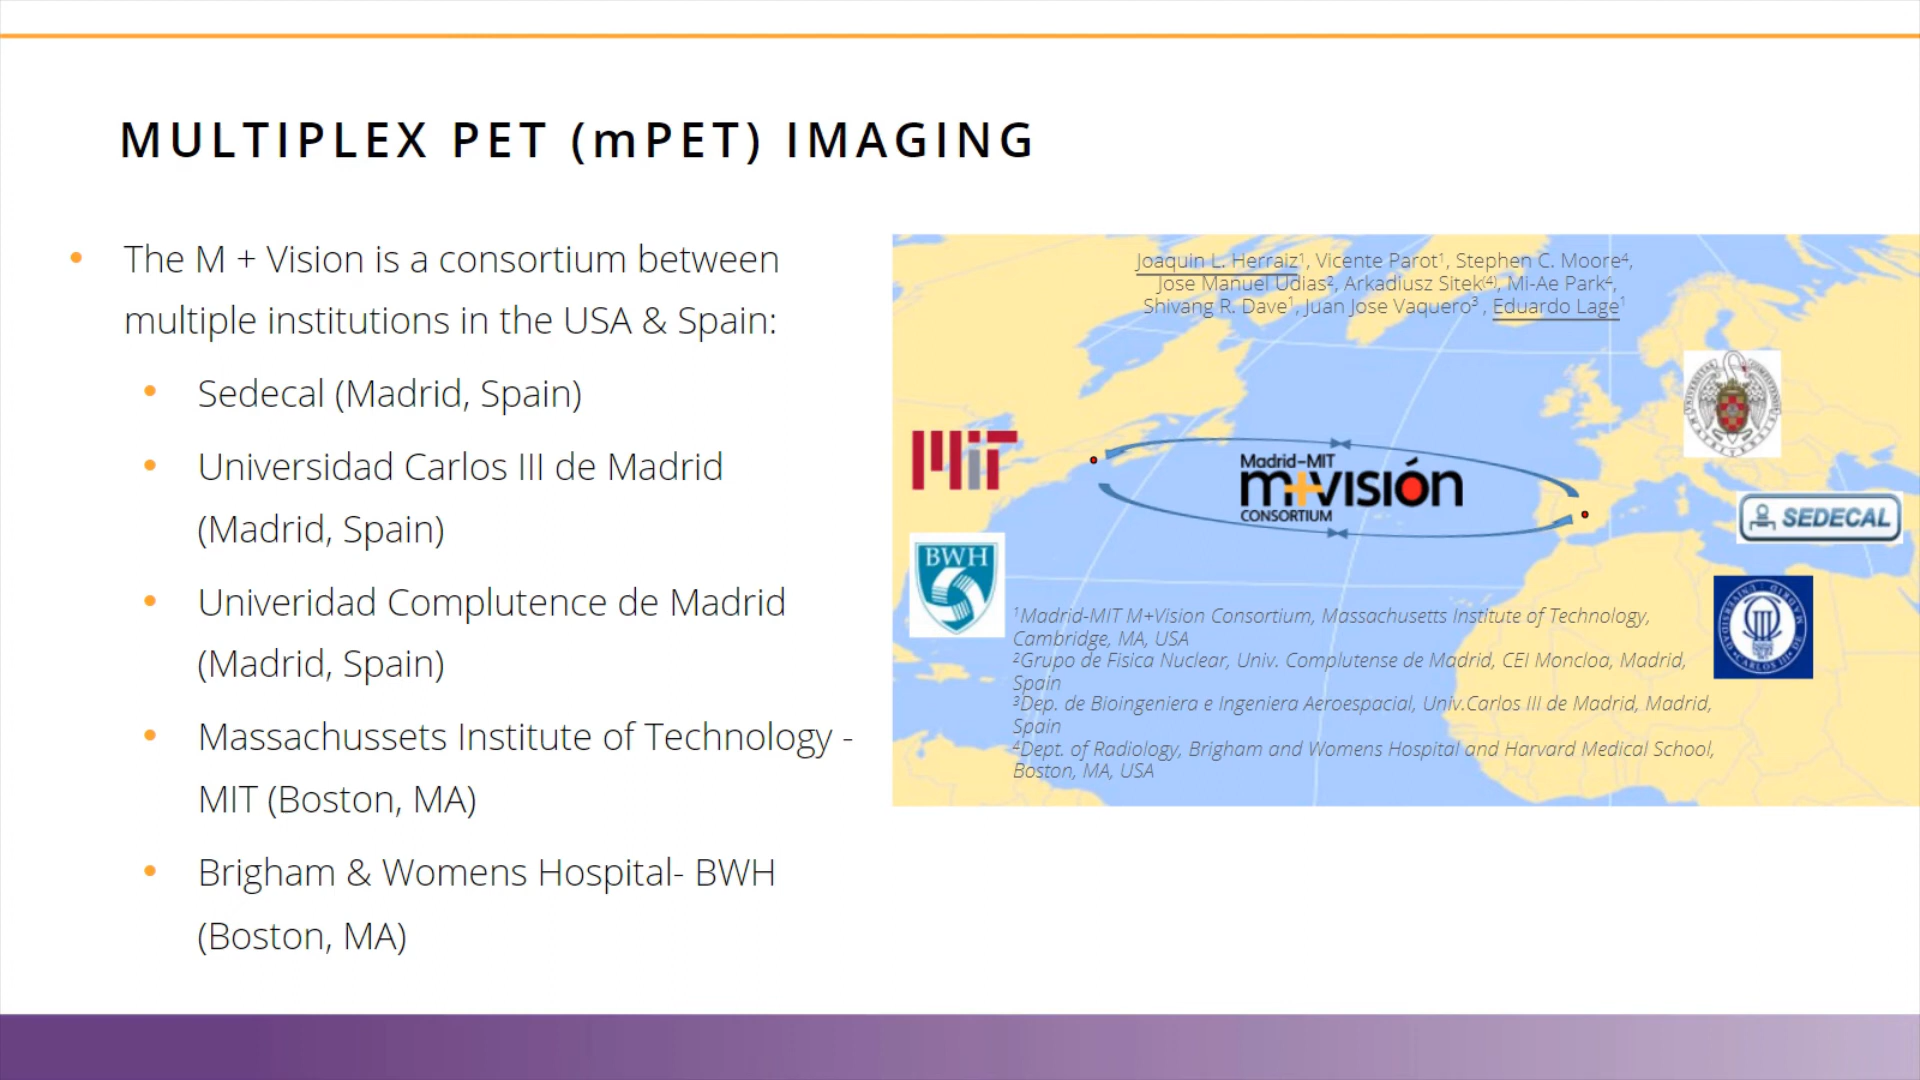 MULTIPLEX PET (mPET) IMAGING
• The M + Vision is a consortium between
multiple institutions in the USA & Spain:
• Sedecal (Madrid, Spain)
• Universidad Carlos III de Madrid
(Madrid, Spain)
• Univeridad Complutence de Madrid
(Madrid, Spain)
• Massachussets Institute of Technology -
MIT (Boston, MA)
• Brigham & Womens Hospital- BWH
(Boston, MA)
Joaquin L. Herraiz¹, Vicente Parot¹, Stephen C. Moore⁴,
Jose Manuel Udias², Arkadiusz Sitek⁽⁴⁾, Mi-Ae Park⁴,
Shivang R. Dave¹, Juan Jose Vaquero³, Eduardo Lage¹
MIT
Madrid-MIT
m+visión
CONSORTIUM
SEDECAL
BWH
UNIVERSIDAD CARLOS III DE MADRID
¹Madrid-MIT M+Vision Consortium, Massachusetts Institute of Technology,
Cambridge, MA, USA
²Grupo de Fisica Nuclear, Univ. Complutense de Madrid, CEI Moncloa, Madrid,
Spain
³Dep. de Bioingeniera e Ingeniera Aeroespacial, Univ.Carlos III de Madrid, Madrid,
Spain
⁴Dept. of Radiology, Brigham and Womens Hospital and Harvard Medical School,
Boston, MA, USA